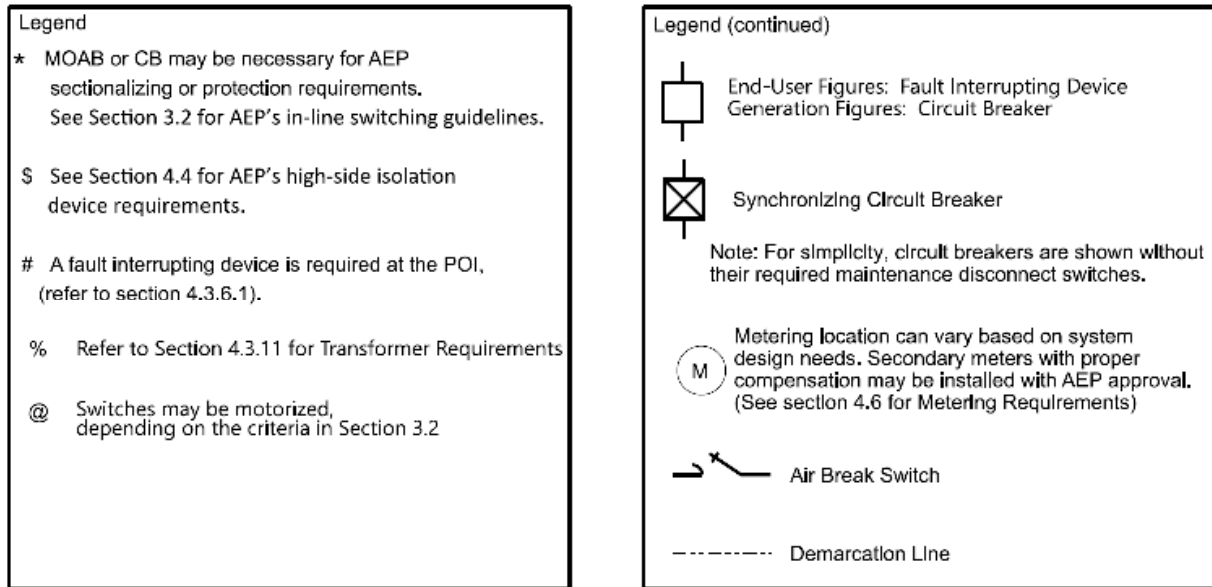 Legend
* MOAB or CB may be necessary for AEP
sectionalizing or protection requirements.
See Section 3.2 for AEP's in-line switching guidelines.
$ See Section 4.4 for AEP's high-side isolation
device requirements.
# A fault interrupting device is required at the POI,
(refer to section 4.3.6.1).
% Refer to Section 4.3.11 for Transformer Requirements
@ Switches may be motorized,
depending on the criteria in Section 3.2
Legend (continued)
End-User Figures: Fault Interrupting Device
Generation Figures: Circuit Breaker
Synchronizing Circuit Breaker
Note: For simplicity, circuit breakers are shown without
their required maintenance disconnect switches.
Metering location can vary based on system
design needs. Secondary meters with proper
M compensation may be installed with AEP approval.
(See section 4.6 for Metering Requirements)
Air Break Switch
Demarcation Line